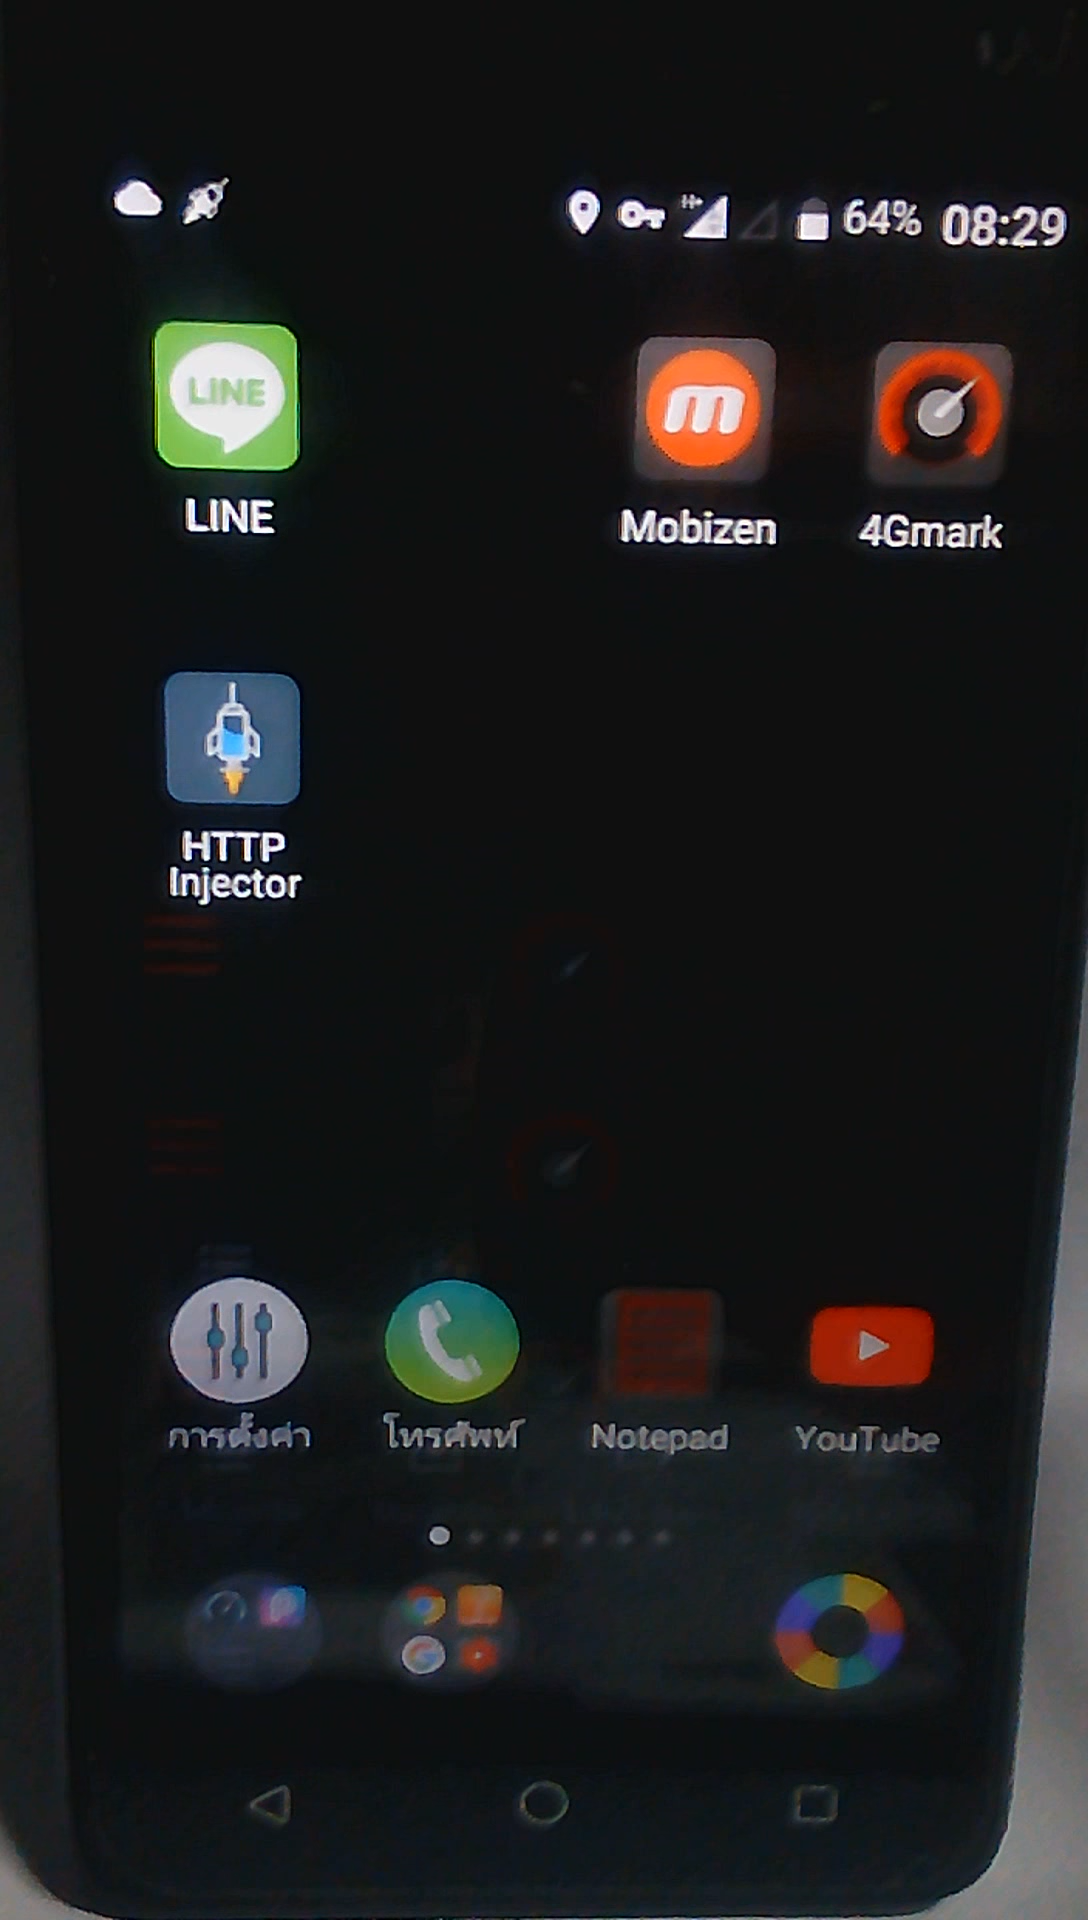 H+ 64% 08:29
LINE
m
LINE
Mobizen
4Gmark
HTTP
Injector
การตั้งค่า
โทรศัพท์
Notepad
YouTube